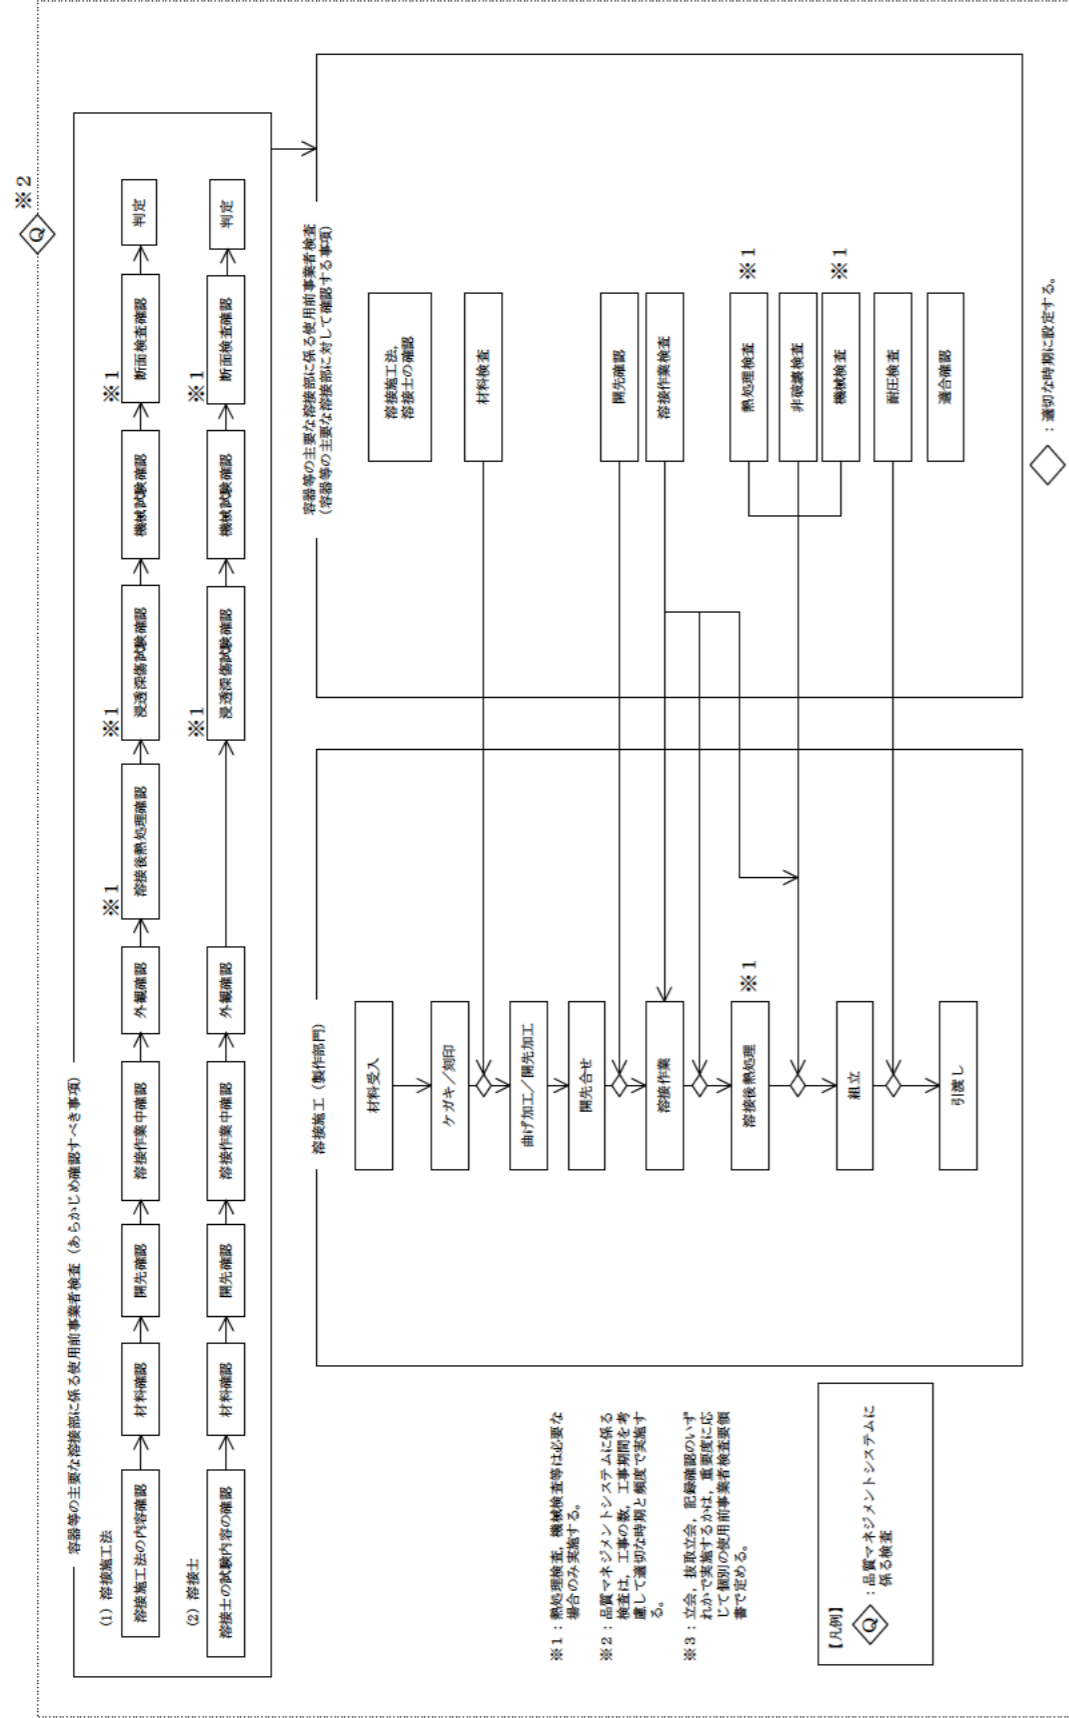 ※2
Q
容器等の主要な溶接部に係る使用前事業者検査（あらかじめ確認すべき事項）
(1) 溶接施工法
溶接施工法の内容確認
材料確認
開先確認
溶接作業中確認
外観確認
※1
溶接後熱処理確認
※1
浸透探傷試験確認
機械試験確認
※1
断面検査確認
判定
(2) 溶接士
溶接士の試験内容の確認
材料確認
開先確認
溶接作業中確認
外観確認
※1
浸透探傷試験確認
機械試験確認
※1
断面検査確認
判定
溶接施工（製作部門）
材料受入
ケガキ／刻印
曲げ加工／開先加工
開先合せ
溶接作業
溶接後熱処理
※1
組立
引渡し
容器等の主要な溶接部に係る使用前事業者検査
（容器等の主要な溶接部に対して確認する事項）
溶接施工法，
溶接士の確認
材料検査
開先確認
溶接作業検査
熱処理検査
※1
非破壊検査
機械検査
※1
耐圧検査
適合確認
※1：熱処理検査，機械検査等は必要な
場合のみ実施する。
※2：品質マネジメントシステムに係る
検査は，工事の数，工事期間を考
慮して適切な時期と頻度で実施す
る。
※3：立会，抜取立会，記録確認のいず
れかで実施するかは，重要度に応
じて個別の使用前事業者検査要領
書で定める。
【凡例】
Q
：品質マネジメントシステムに
係る検査
：適切な時期に設定する。